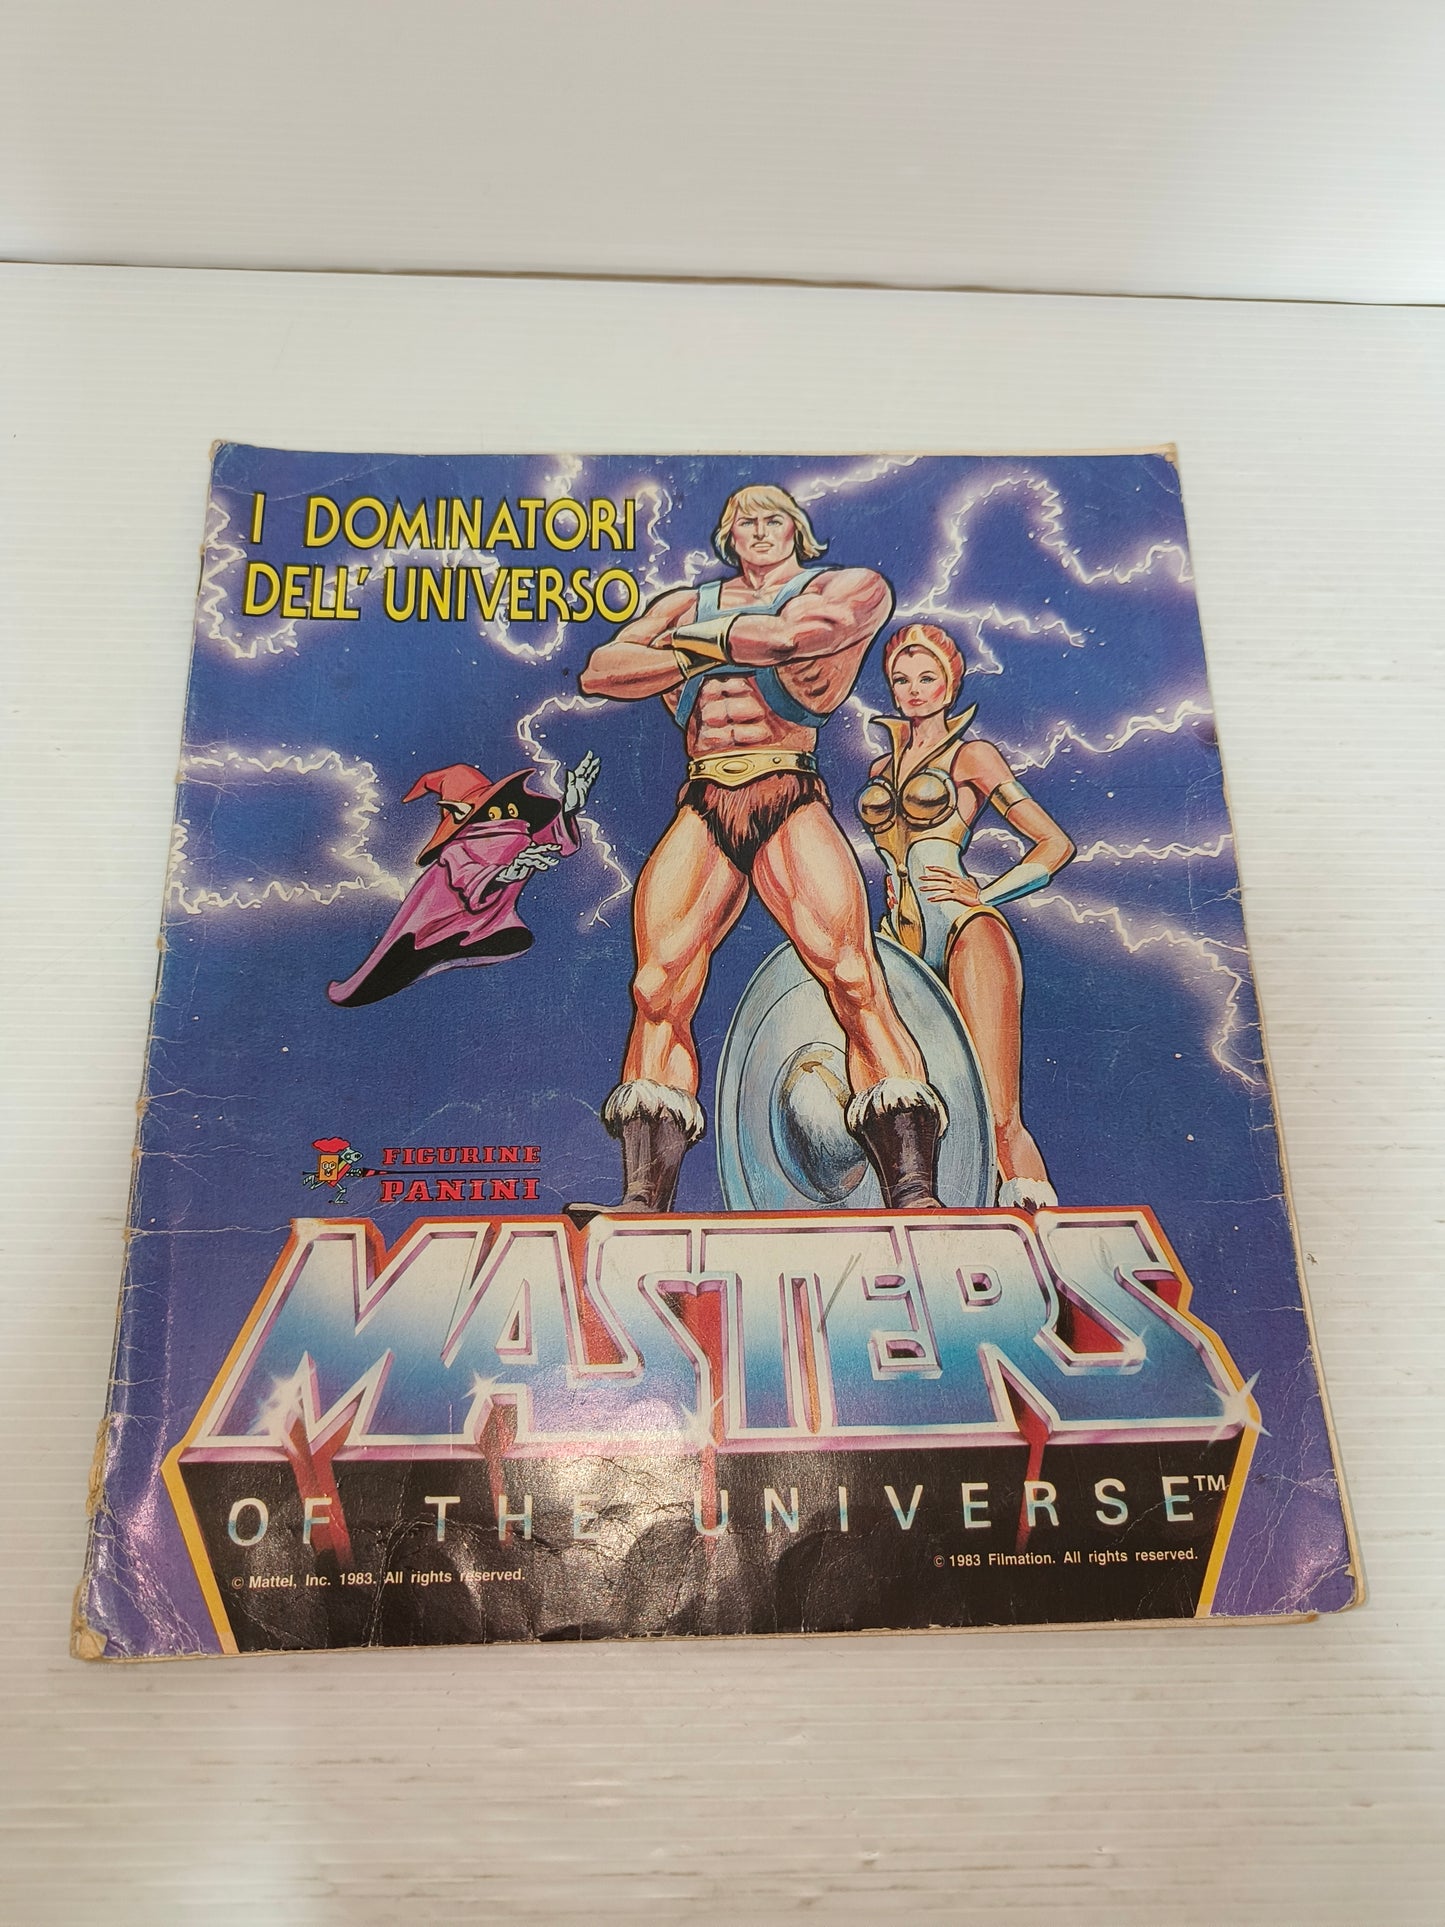 I DOMINATORI
DELL'UNIVERSO
FIGURINE
PANINI
MASTERS
OF THE UNIVERSE™
© Mattel, Inc. 1983. All rights reserved.
© 1983 Filmation. All rights reserved.